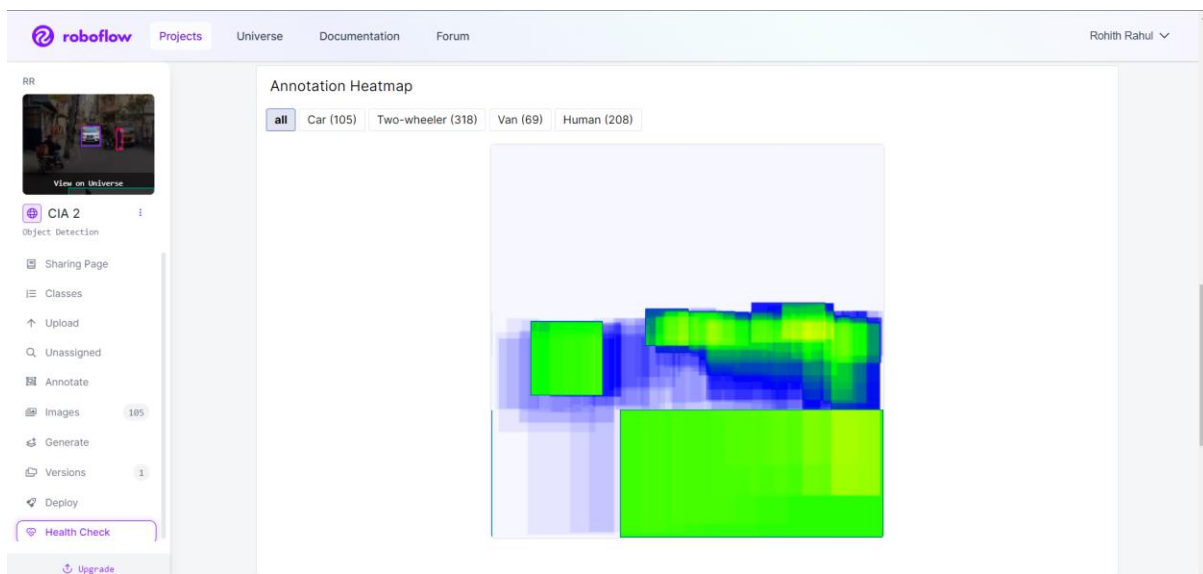 roboflow Projects Universe Documentation Forum Rohith Rahul
RR
View on Universe
CIA 2
Object Detection
Sharing Page
Classes
Upload
Unassigned
Annotate
Images 105
Generate
Versions 1
Deploy
Health Check
Upgrade
Annotation Heatmap
all Car (105) Two-wheeler (318) Van (69) Human (208)